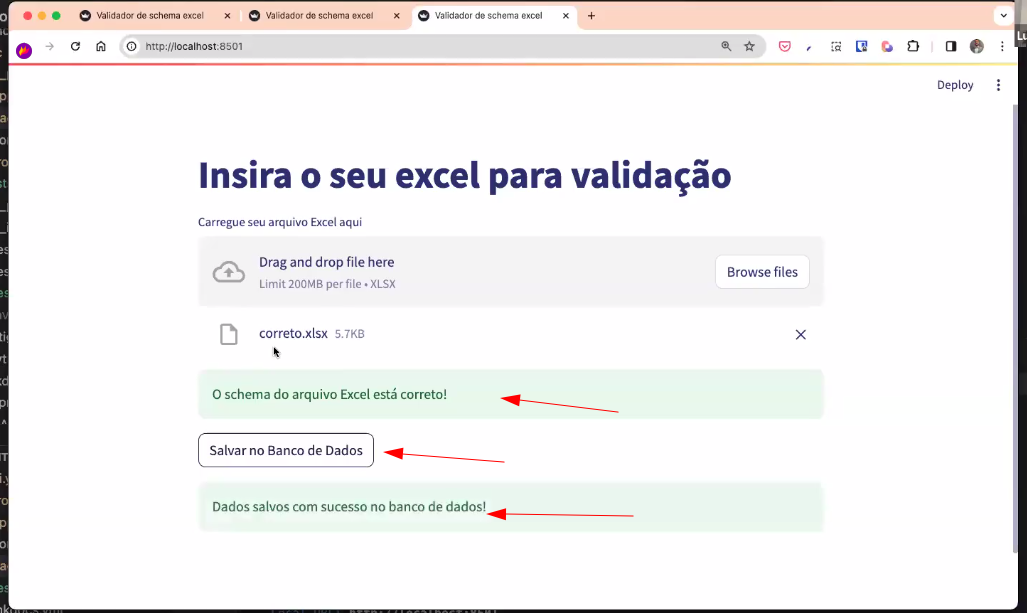 Validador de schema excel
Validador de schema excel
Validador de schema excel
http://localhost:8501
Deploy
Insira o seu excel para validação
Carregue seu arquivo Excel aqui
Drag and drop file here
Limit 200MB per file • XLSX
Browse files
correto.xlsx 5.7KB
O schema do arquivo Excel está correto!
Salvar no Banco de Dados
Dados salvos com sucesso no banco de dados!